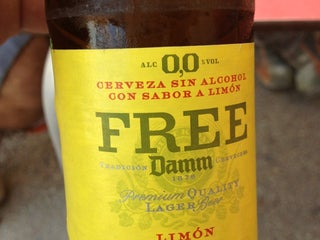 ALC 0,0 % VOL
CERVEZA SIN ALCOHOL
CON SABOR A LIMÓN
FREE
TRADICIÓN Damm CERVECERA
1876
Premium QUALITY
LAGER Beer
LIMÓN